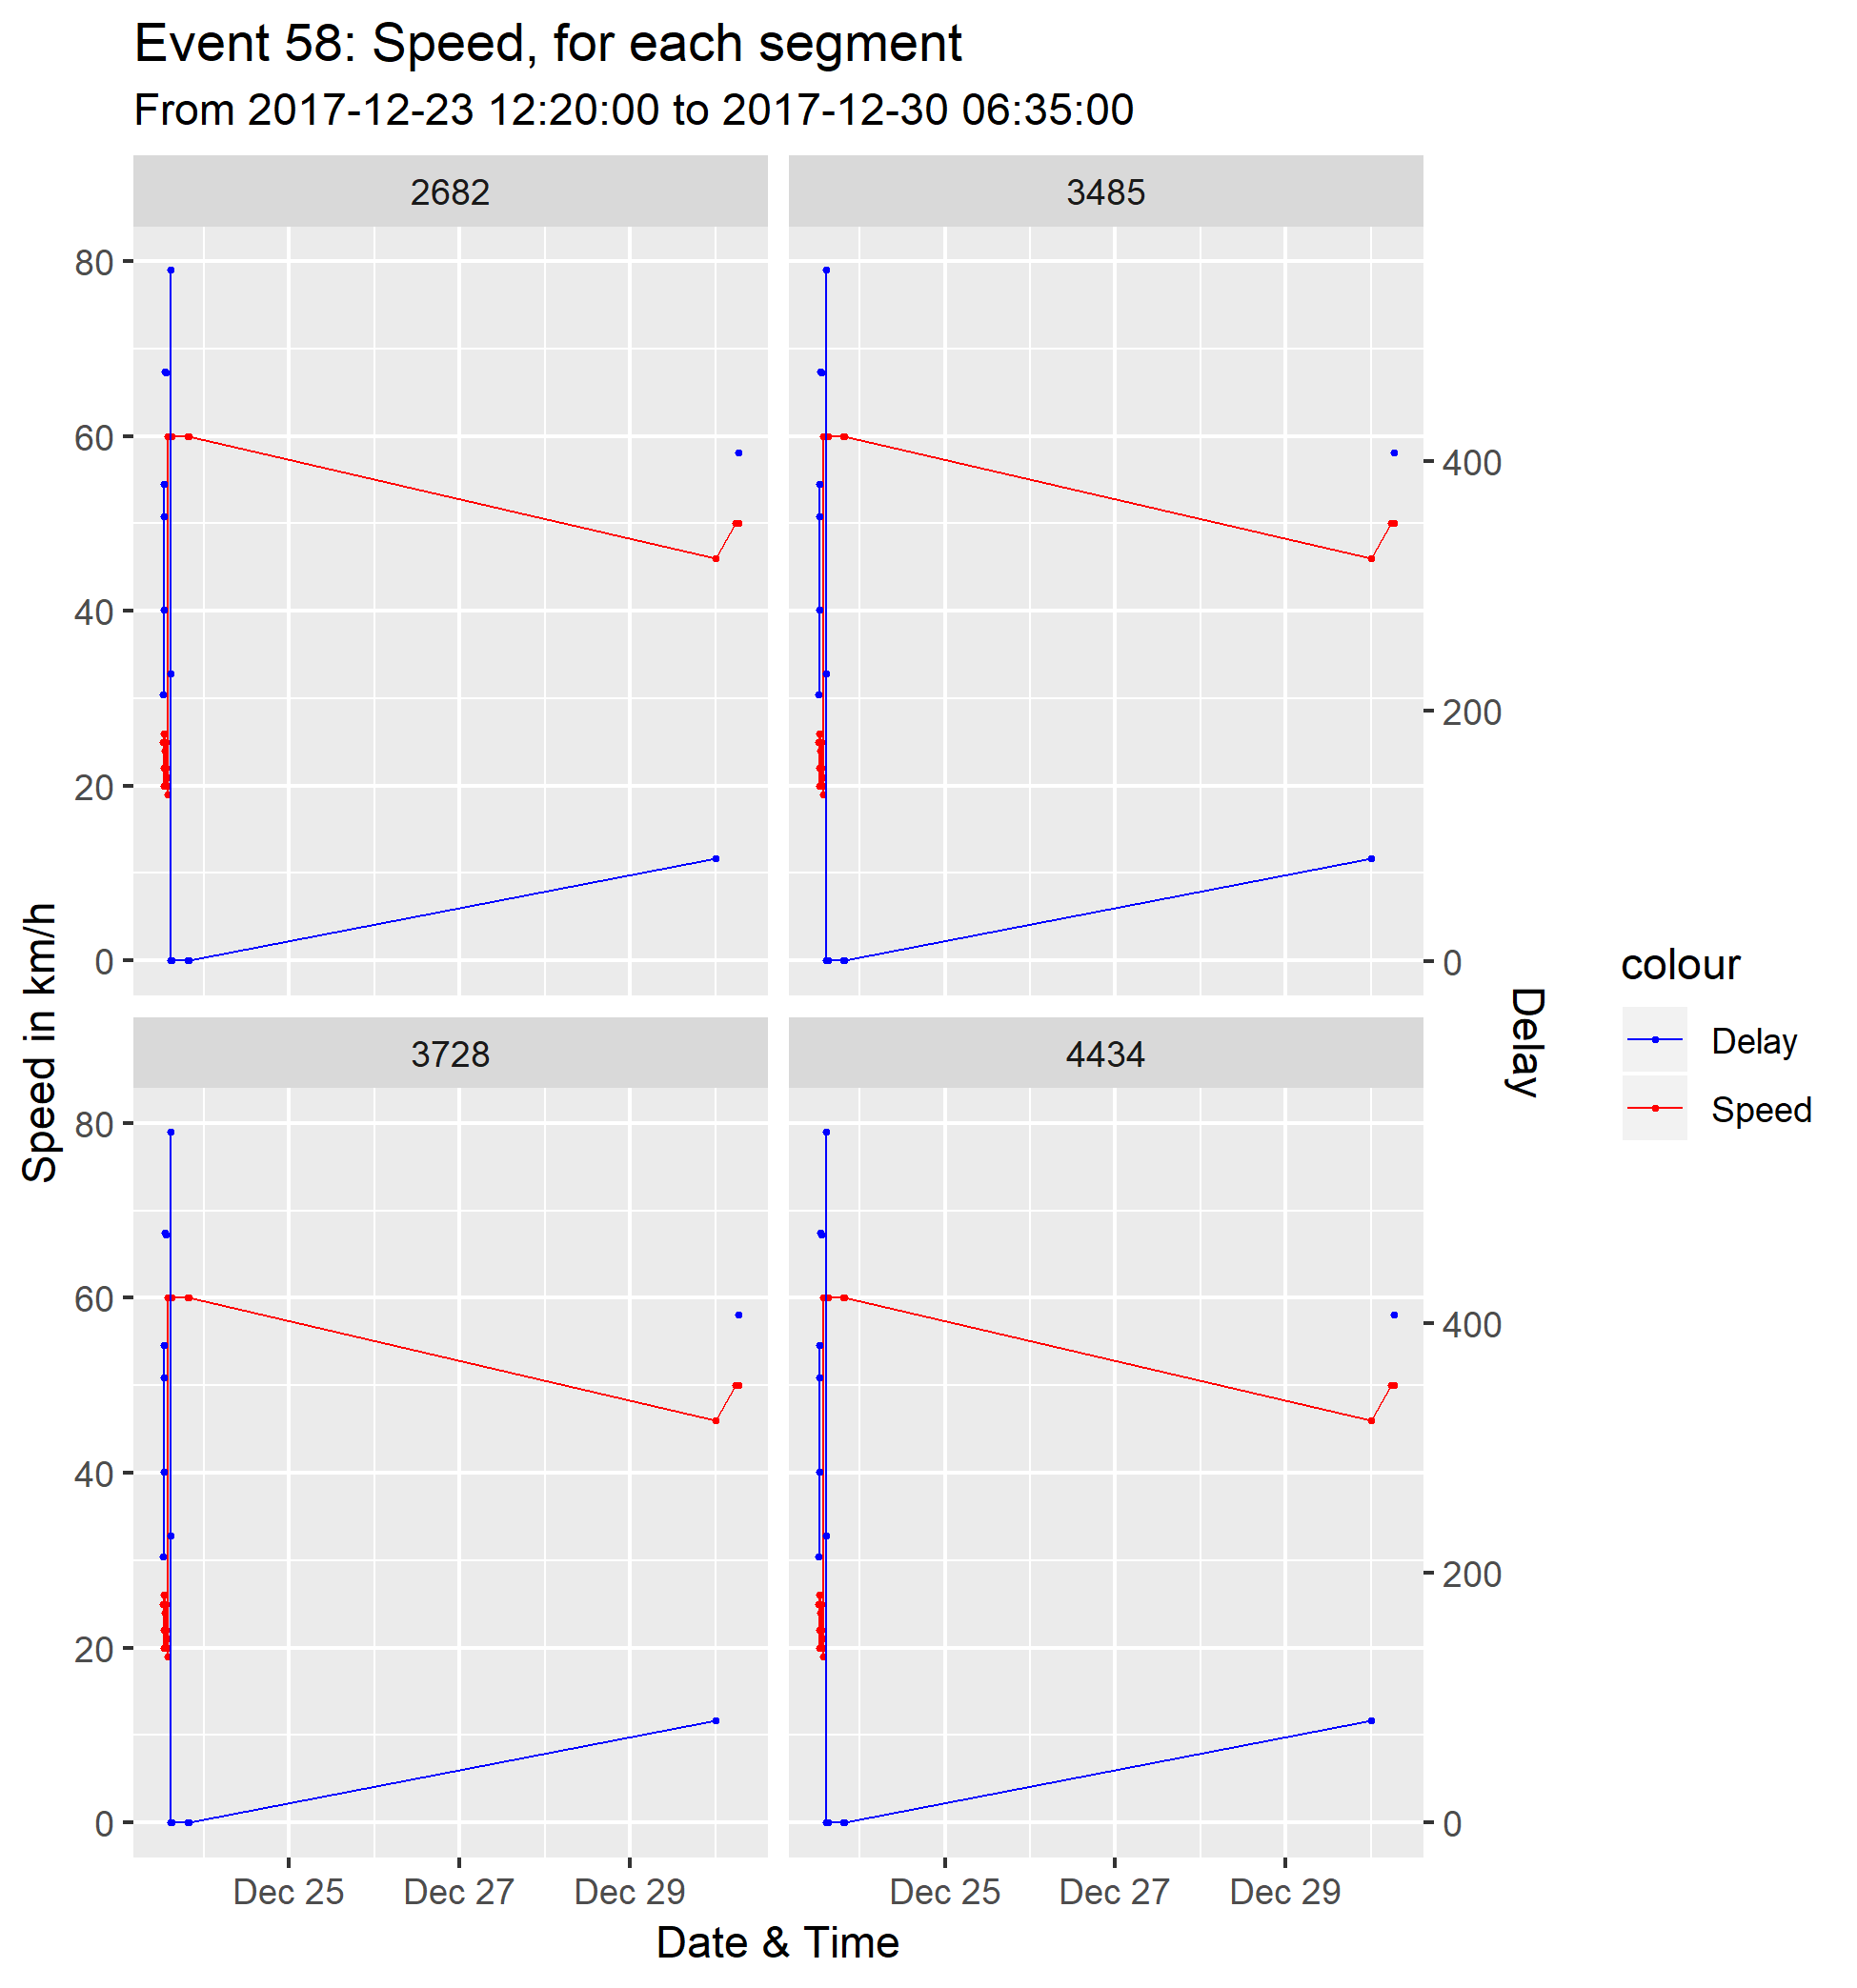 Event 58: Speed, for each segment
From 2017-12-23 12:20:00 to 2017-12-30 06:35:00
2682
3485
80
60
40
20
0
400
200
0
3728
4434
80
60
40
20
0
400
200
0
Dec 25
Dec 27
Dec 29
Dec 25
Dec 27
Dec 29
Date & Time
Speed in km/h
Delay
colour
Delay
Speed